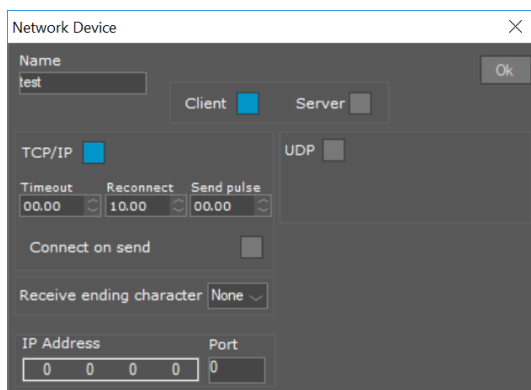 Network Device
Name
test
Ok
Client Server
TCP/IP
UDP
Timeout Reconnect Send pulse
00.00 10.00 00.00
Connect on send
Receive ending character None
IP Address Port
0 0 0 0 0